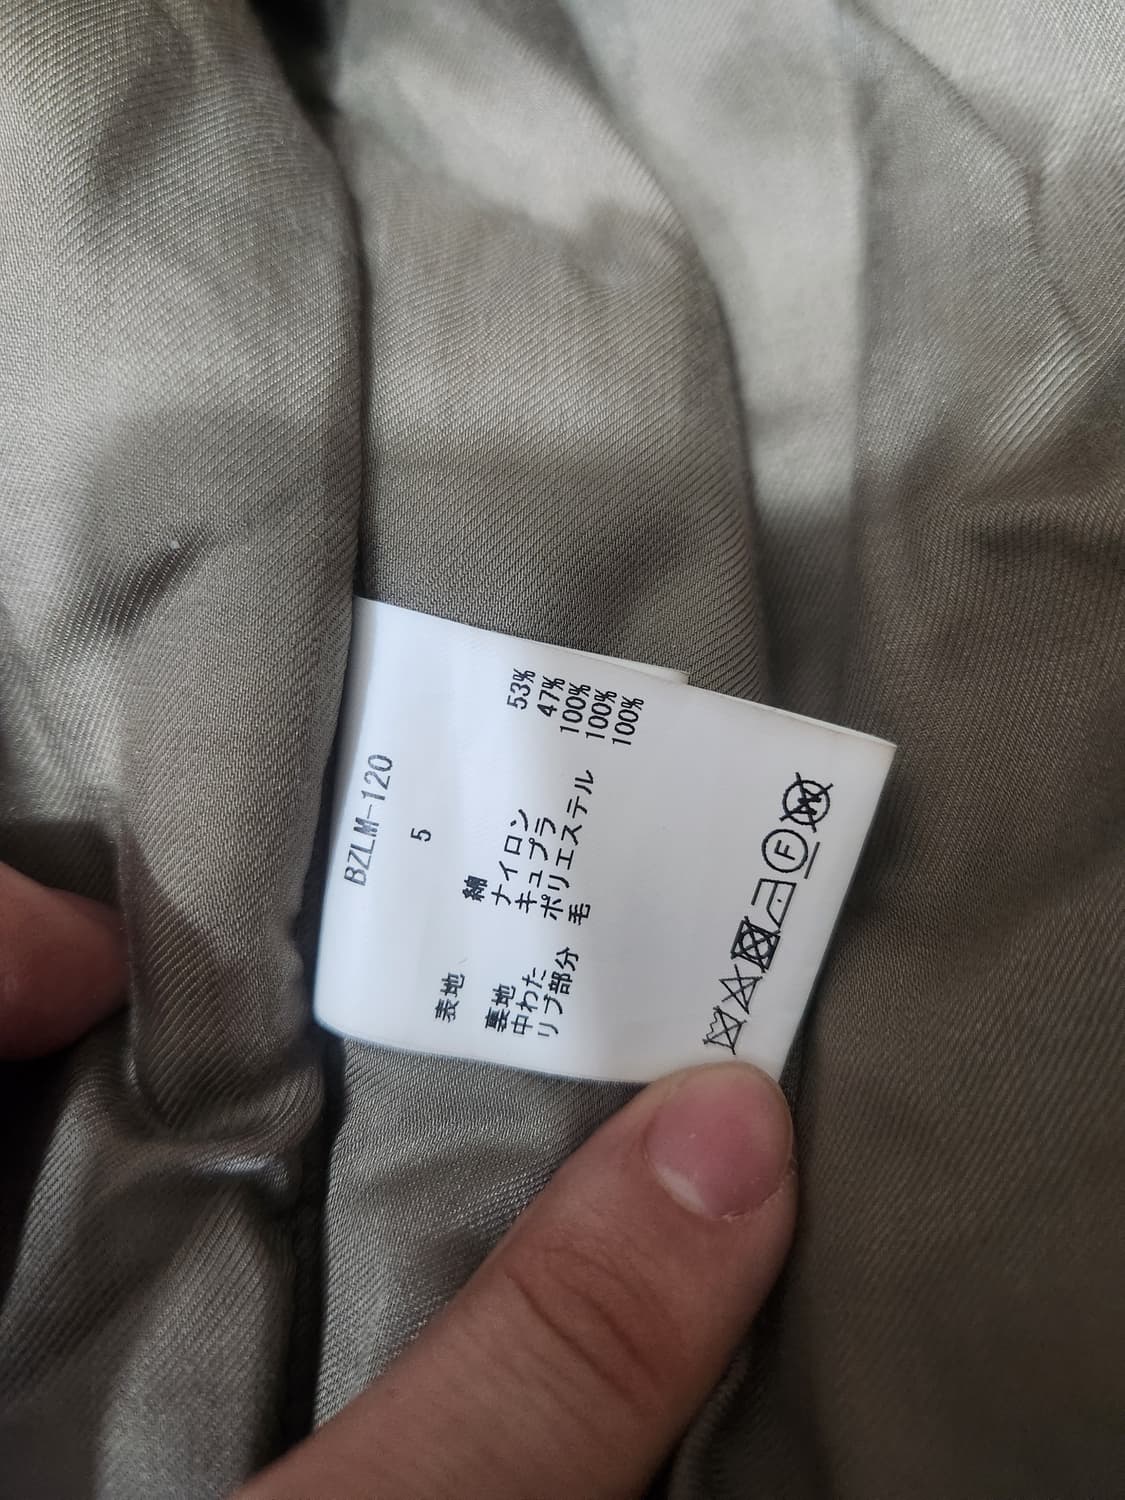 BZLM-120
5
表地
綿 53%
ナイロン 47%
裏地 キュプラ 100%
中わた ポリエステル 100%
リブ部分 毛 100%
F
W